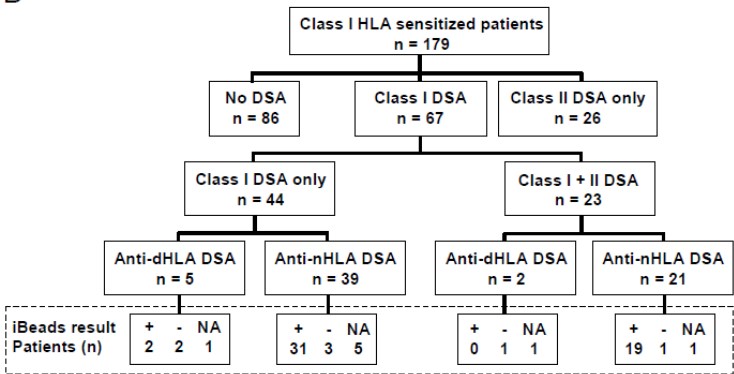 Class I HLA sensitized patients
n = 179
No DSA
n = 86
Class I DSA
n = 67
Class II DSA only
n = 26
Class I DSA only
n = 44
Class I + II DSA
n = 23
Anti-dHLA DSA
n = 5
Anti-nHLA DSA
n = 39
Anti-dHLA DSA
n = 2
Anti-nHLA DSA
n = 21
iBeads result
Patients (n)
+ - NA
2 2 1
+ - NA
31 3 5
+ - NA
0 1 1
+ - NA
19 1 1